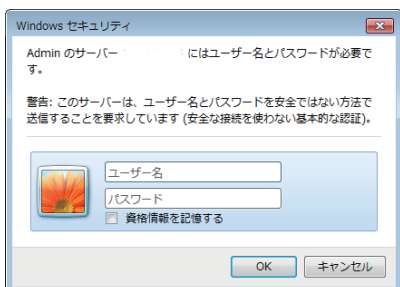 Windows セキュリティ
Admin のサーバー にはユーザー名とパスワードが必要で
す。
警告: このサーバーは、ユーザー名とパスワードを安全ではない方法で
送信することを要求しています (安全な接続を使わない基本的な認証)。
ユーザー名
パスワード
資格情報を記憶する
OK キャンセル